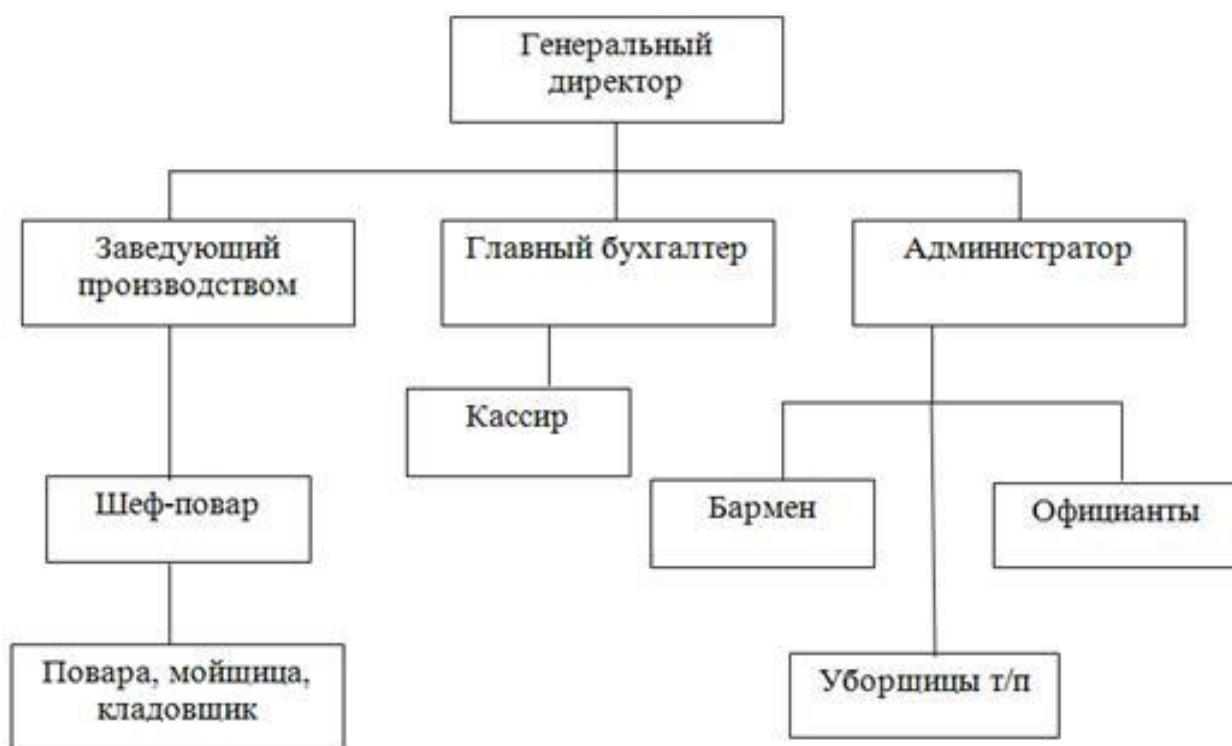 Генеральный
директор
Заведующий
производством
Главный бухгалтер
Администратор
Кассир
Шеф-повар
Бармен
Официанты
Повара, мойщица,
кладовщик
Уборщицы т/п